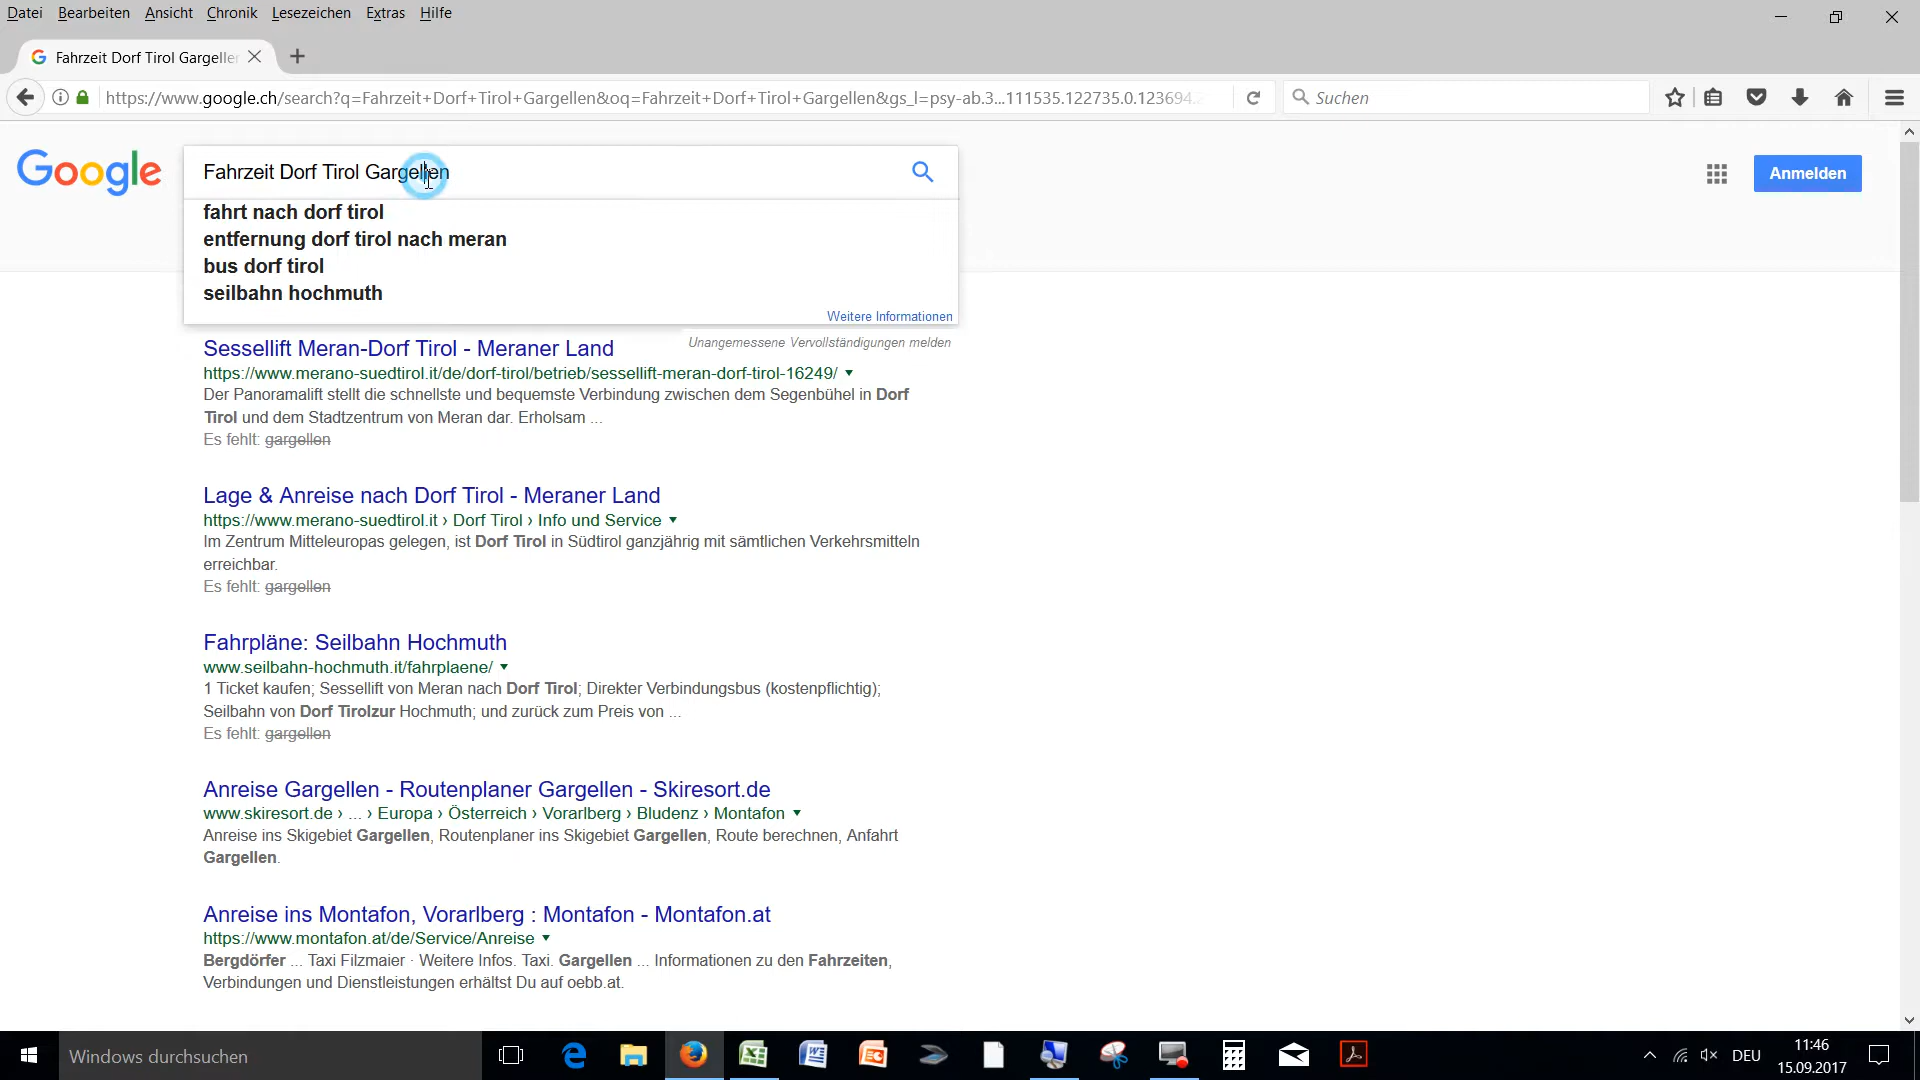 Datei Bearbeiten Ansicht Chronik Lesezeichen Extras Hilfe
Fahrzeit Dorf Tirol Gargeller
https://www.google.ch/search?q=Fahrzeit+Dorf+Tirol+Gargellen&oq=Fahrzeit+Dorf+Tirol+Gargellen&gs_l=psy-ab.3...111535.122735.0.123694.2
Suchen
Google
Fahrzeit Dorf Tirol Gargellen
Anmelden
fahrt nach dorf tirol
entfernung dorf tirol nach meran
bus dorf tirol
seilbahn hochmuth
Weitere Informationen
Unangemessene Vervollständigungen melden
Sessellift Meran-Dorf Tirol - Meraner Land
https://www.merano-suedtirol.it/de/dorf-tirol/betrieb/sessellift-meran-dorf-tirol-16249/
Der Panoramalift stellt die schnellste und bequemste Verbindung zwischen dem Segenbühel in Dorf
Tirol und dem Stadtzentrum von Meran dar. Erholsam ...
Es fehlt: gargellen
Lage & Anreise nach Dorf Tirol - Meraner Land
https://www.merano-suedtirol.it › Dorf Tirol › Info und Service
Im Zentrum Mitteleuropas gelegen, ist Dorf Tirol in Südtirol ganzjährig mit sämtlichen Verkehrsmitteln
erreichbar.
Es fehlt: gargellen
Fahrpläne: Seilbahn Hochmuth
www.seilbahn-hochmuth.it/fahrplaene/
1 Ticket kaufen; Sessellift von Meran nach Dorf Tirol; Direkter Verbindungsbus (kostenpflichtig);
Seilbahn von Dorf Tirolzur Hochmuth; und zurück zum Preis von ...
Es fehlt: gargellen
Anreise Gargellen - Routenplaner Gargellen - Skiresort.de
www.skiresort.de › ... › Europa › Österreich › Vorarlberg › Bludenz › Montafon
Anreise ins Skigebiet Gargellen, Routenplaner ins Skigebiet Gargellen, Route berechnen, Anfahrt
Gargellen.
Anreise ins Montafon, Vorarlberg : Montafon - Montafon.at
https://www.montafon.at/de/Service/Anreise
Bergdörfer ... Taxi Filzmaier · Weitere Infos. Taxi. Gargellen ... Informationen zu den Fahrzeiten,
Verbindungen und Dienstleistungen erhältst Du auf oebb.at.
Windows durchsuchen
DEU
11:46
15.09.2017